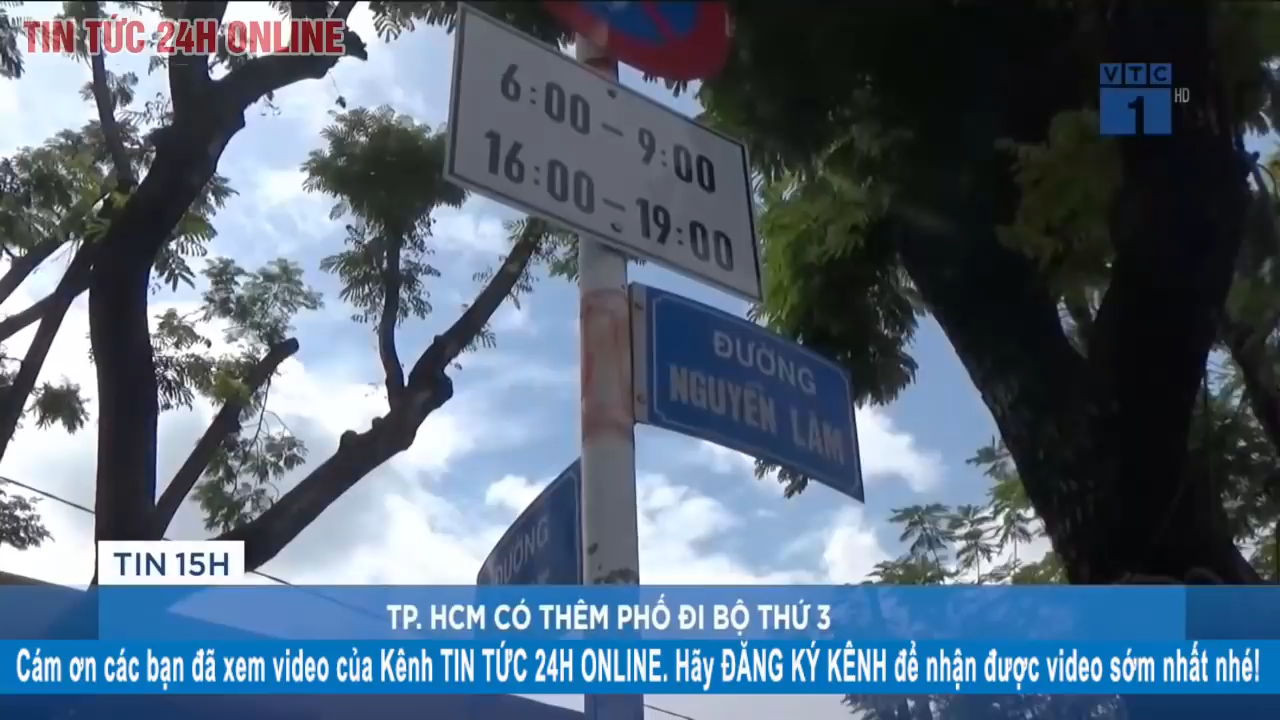 TIN TỨC 24H ONLINE
VTC
1
HD
6:00 - 9:00
16:00 - 19:00
ĐƯỜNG
NGUYỄN LÂM
ĐƯỜNG
TIN 15H
TP. HCM CÓ THÊM PHỐ ĐI BỘ THỨ 3
Cám ơn các bạn đã xem video của Kênh TIN TỨC 24H ONLINE. Hãy ĐĂNG KÝ KÊNH để nhận được video sớm nhất nhé!